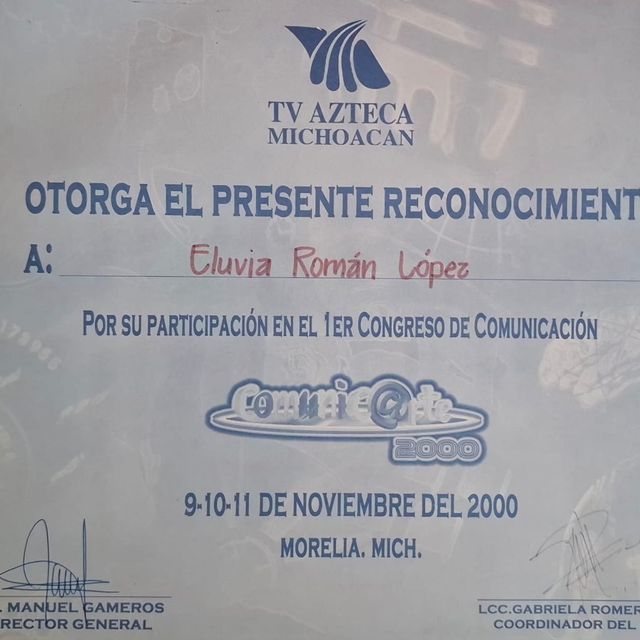 TV AZTECA
MICHOACAN
OTORGA EL PRESENTE RECONOCIMIENT
A: Eluvia Román López
POR SU PARTICIPACIÓN EN EL 1ER CONGRESO DE COMUNICACIÓN
comunic@rte
2000
9-10-11 DE NOVIEMBRE DEL 2000
MORELIA. MICH.
. MANUEL GAMEROS
RECTOR GENERAL
LCC.GABRIELA ROMER
COORDINADOR DEL